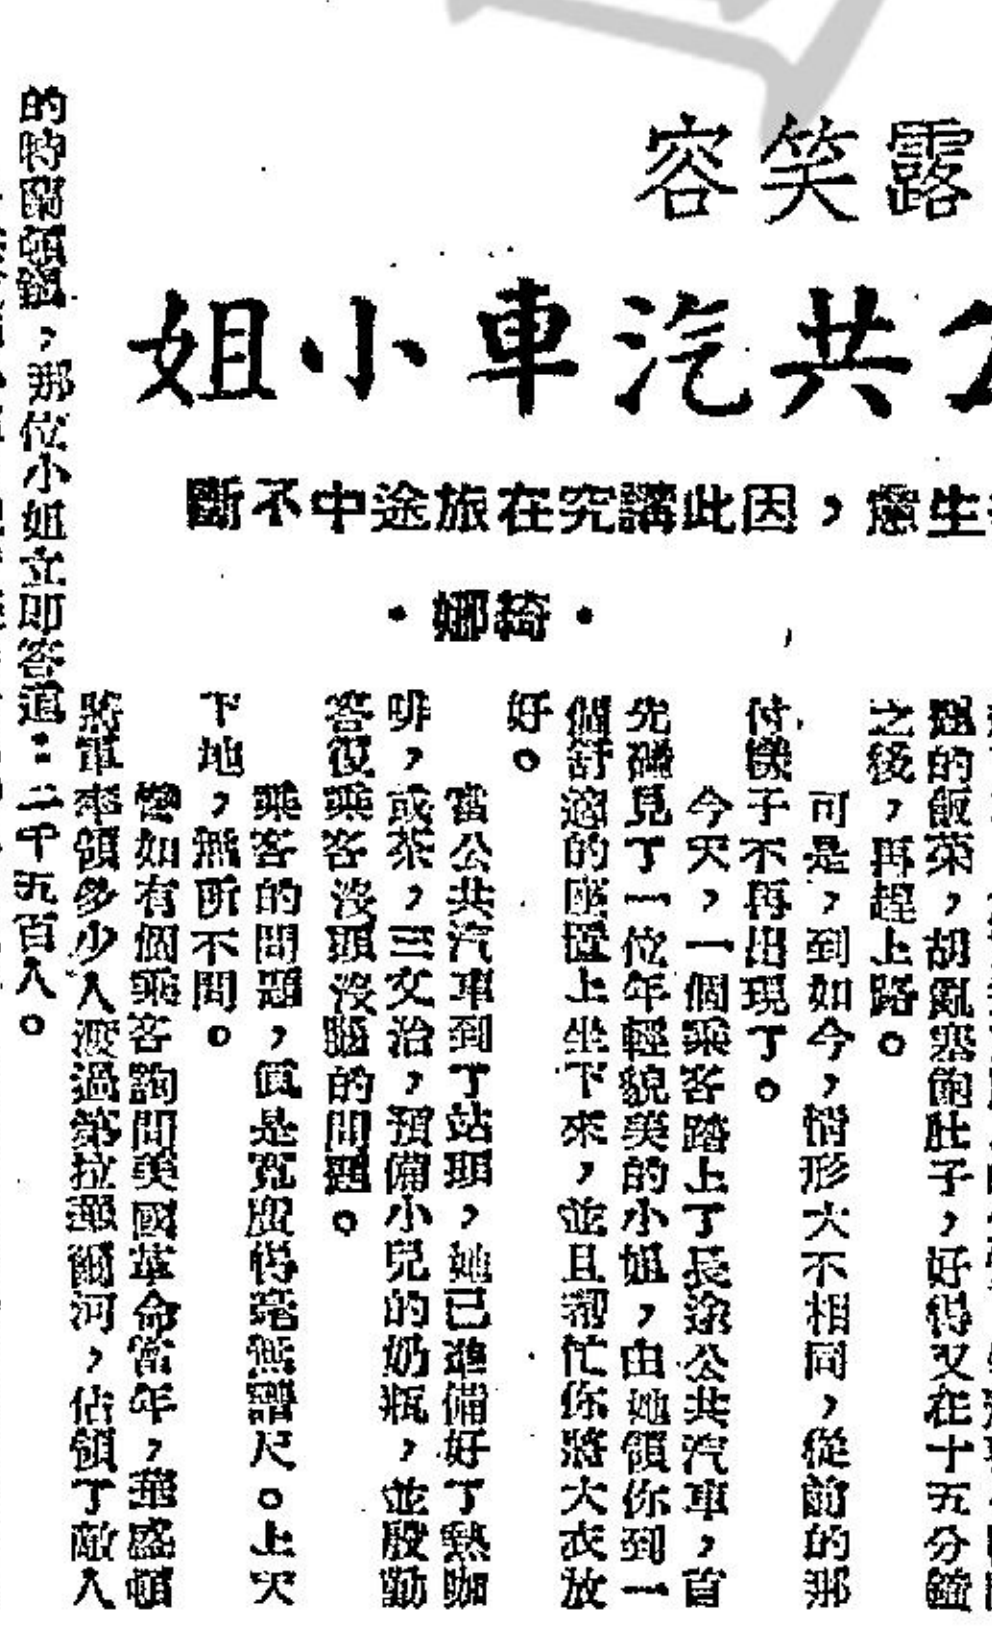 露笑容
共汽車小姐
生，因此講究在旅途中不斷
·綺娜·
的飯菜，胡亂塞飽肚子，好得又在十五分鐘
之後，再趕上路。
可是，到如今，情形大不相同，從前的那
付樣子不再出現了。
今天，一個乘客踏上了長途公共汽車，首
先碰見了一位年輕貌美的小姐，由她領你到一
個舒適的座置上坐下來，並且帮忙你將大衣放
好。
當公共汽車到了站頭，她已準備好了熱咖
啡，或茶，三文治，預備小兒的奶瓶，並殷勤
答復乘客沒頭沒腦的問題。
乘客的問題，眞是寬廣得毫無譜尺。上天
下地，無所不問。
譬如有個乘客詢問美國革命當年，華盛頓
將軍率領多少人渡過第拉華爾河，佔領了敵人
的特蘭頓鎮，那位小姐立即答道：二千五百人。